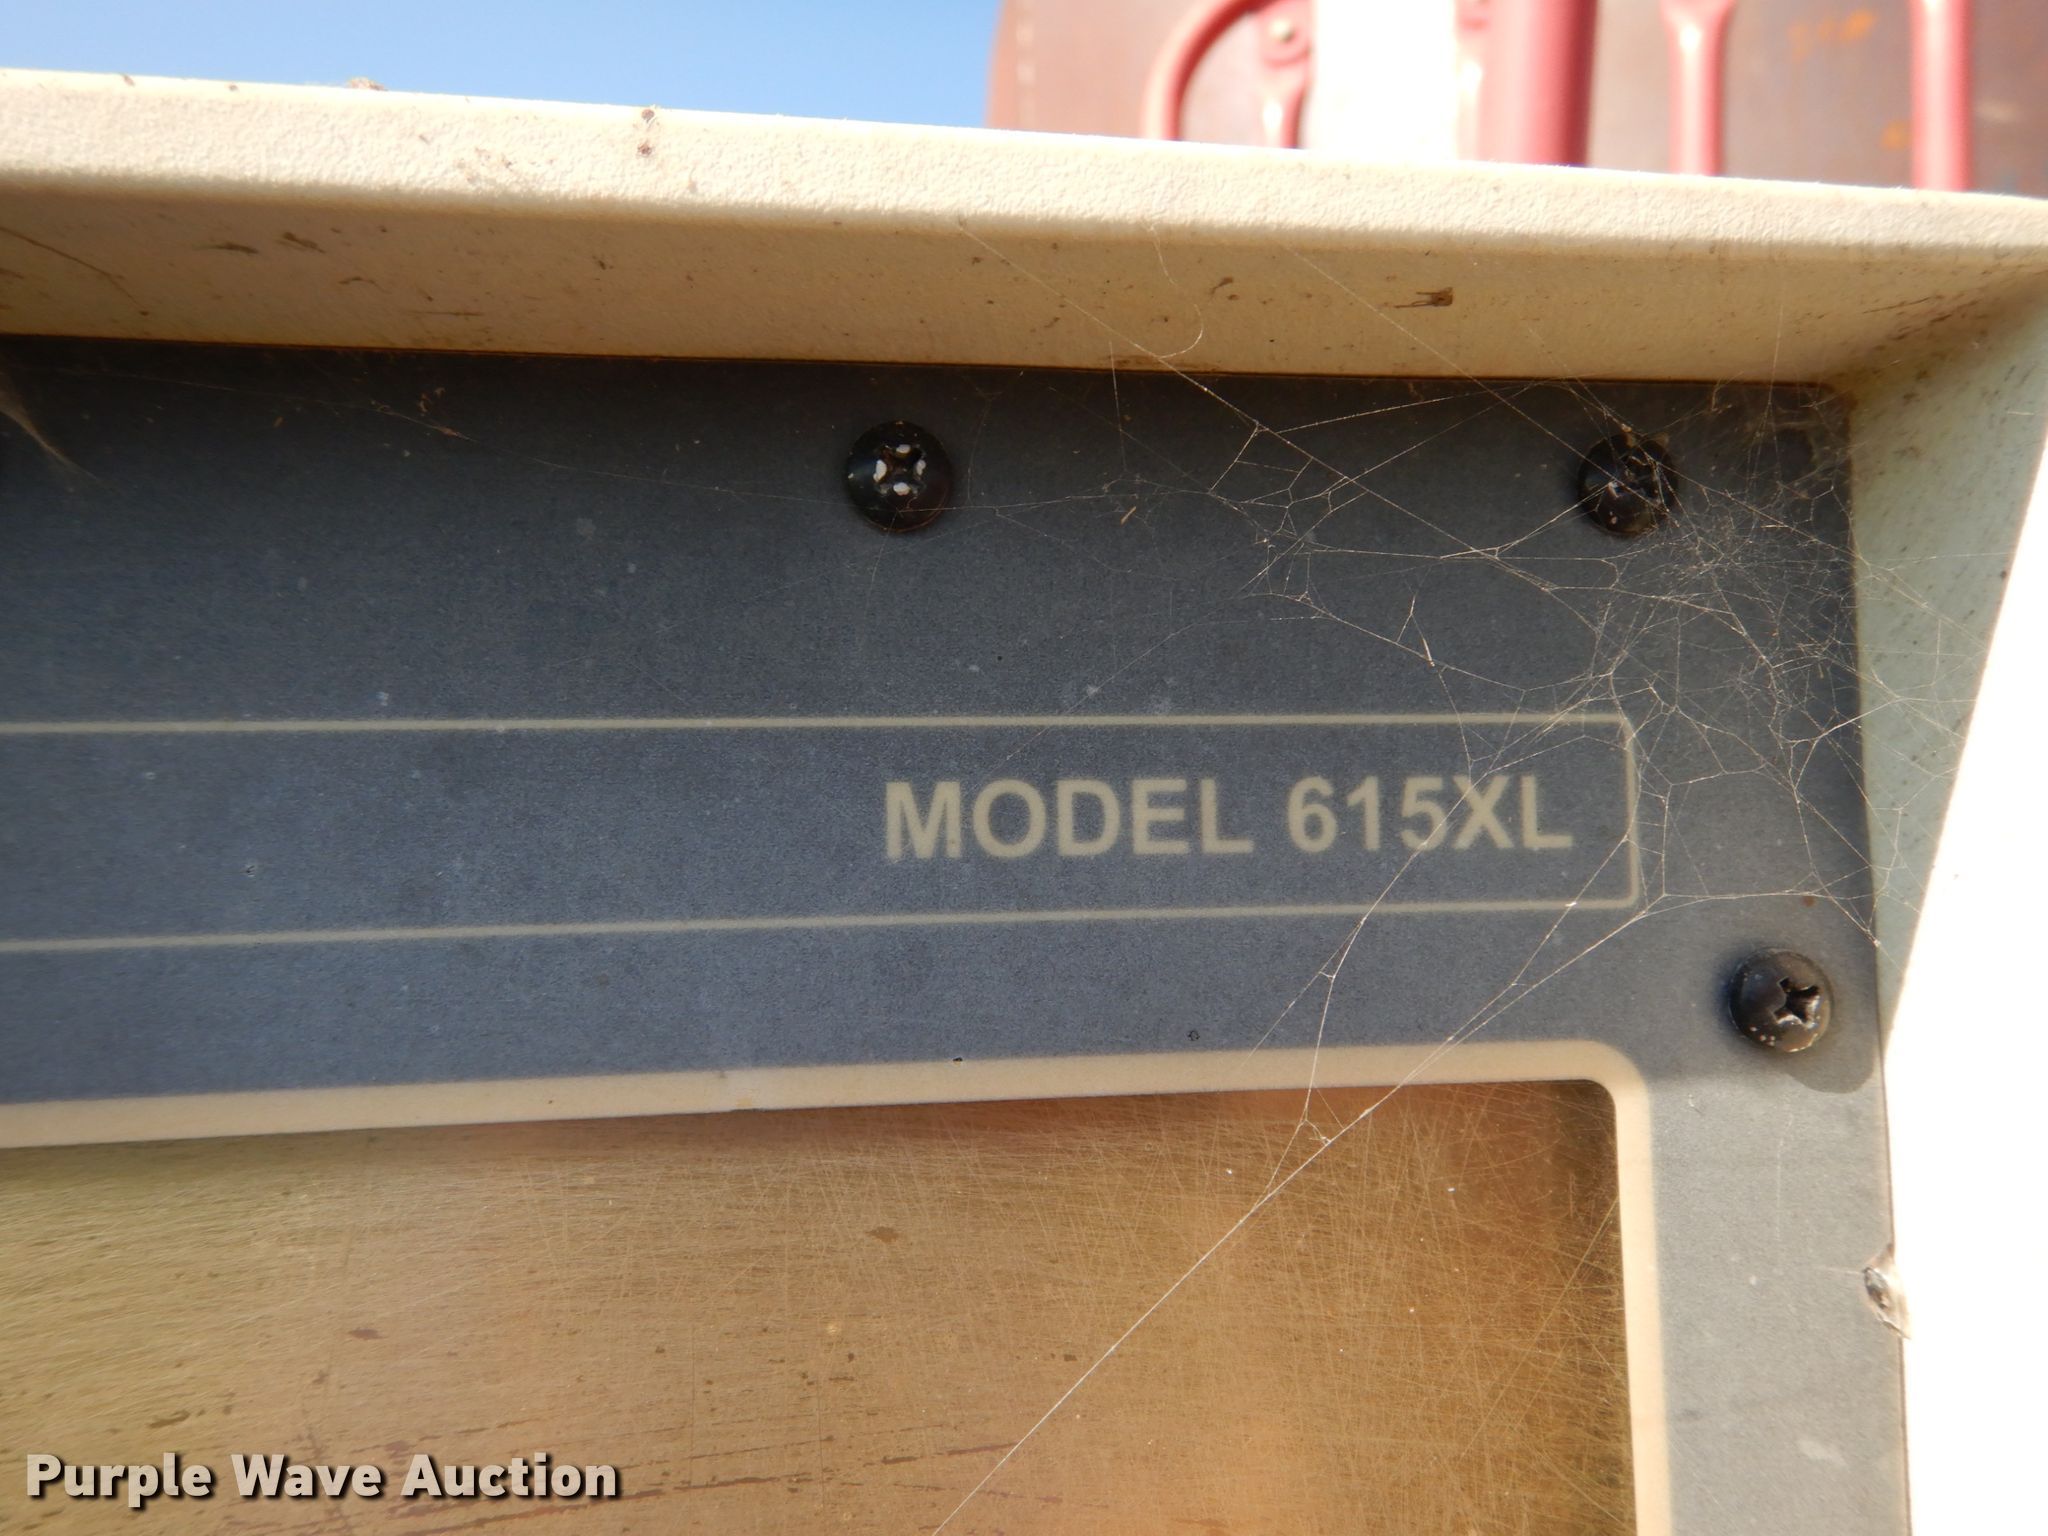 MODEL 615XL
Purple Wave Auction